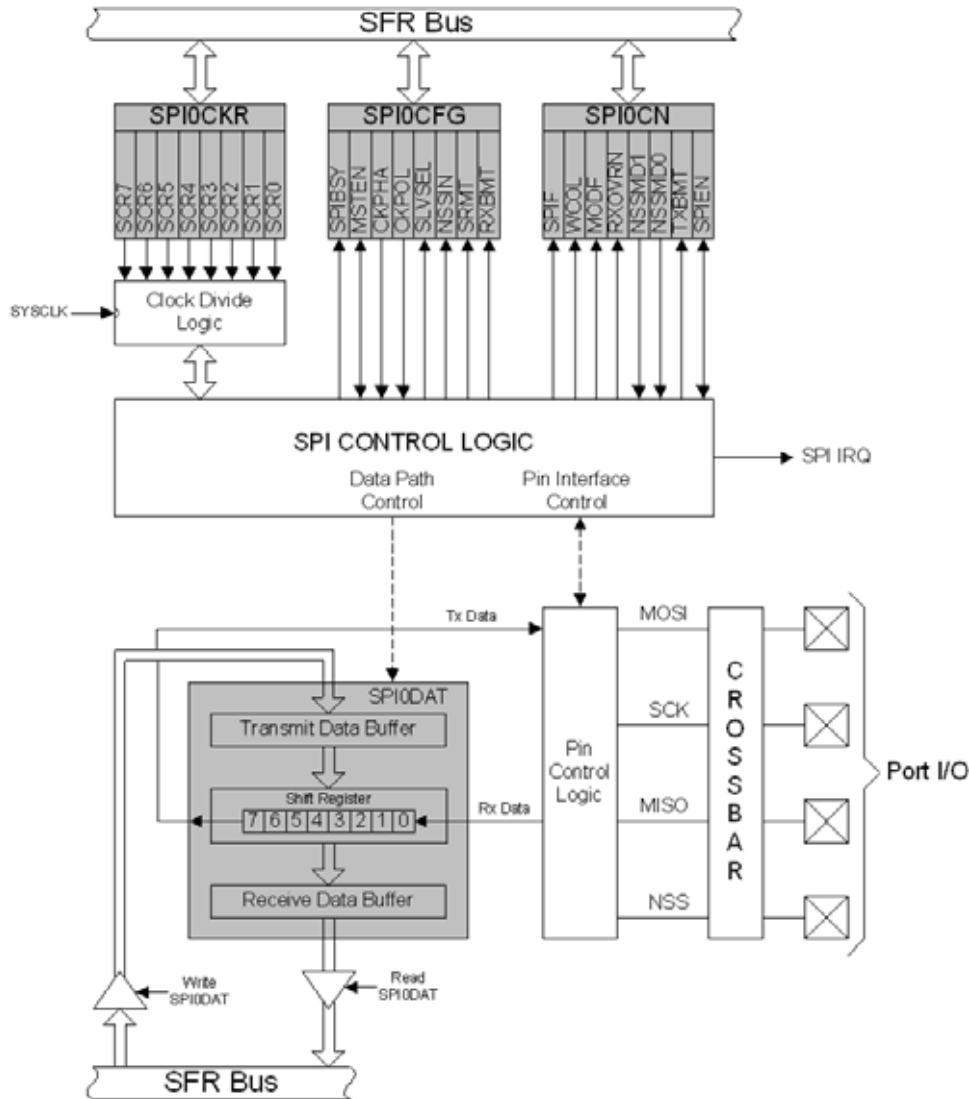 SFR Bus
SPI0CKR
SPI0CFG
SPI0CN
SCR7
SCR6
SCR5
SCR4
SCR3
SCR2
SCR1
SCR0
SPIBSY
MSTEN
CKPHA
CKPOL
SLVSEL
NSSIN
SRMT
RXBMT
SPIF
WCOL
MODF
RXOVRN
NSSMD1
NSSMD0
TXBMT
SPIEN
SYSCLK
Clock Divide
Logic
SPI CONTROL LOGIC
SPI IRQ
Data Path
Control
Pin Interface
Control
Tx Data
MOSI
SPI0DAT
Transmit Data Buffer
SCK
Shift Register
7 6 5 4 3 2 1 0
Rx Data
Pin
Control
Logic
MISO
CROSSBAR
Port I/O
Receive Data Buffer
NSS
Write
SPI0DAT
Read
SPI0DAT
SFR Bus